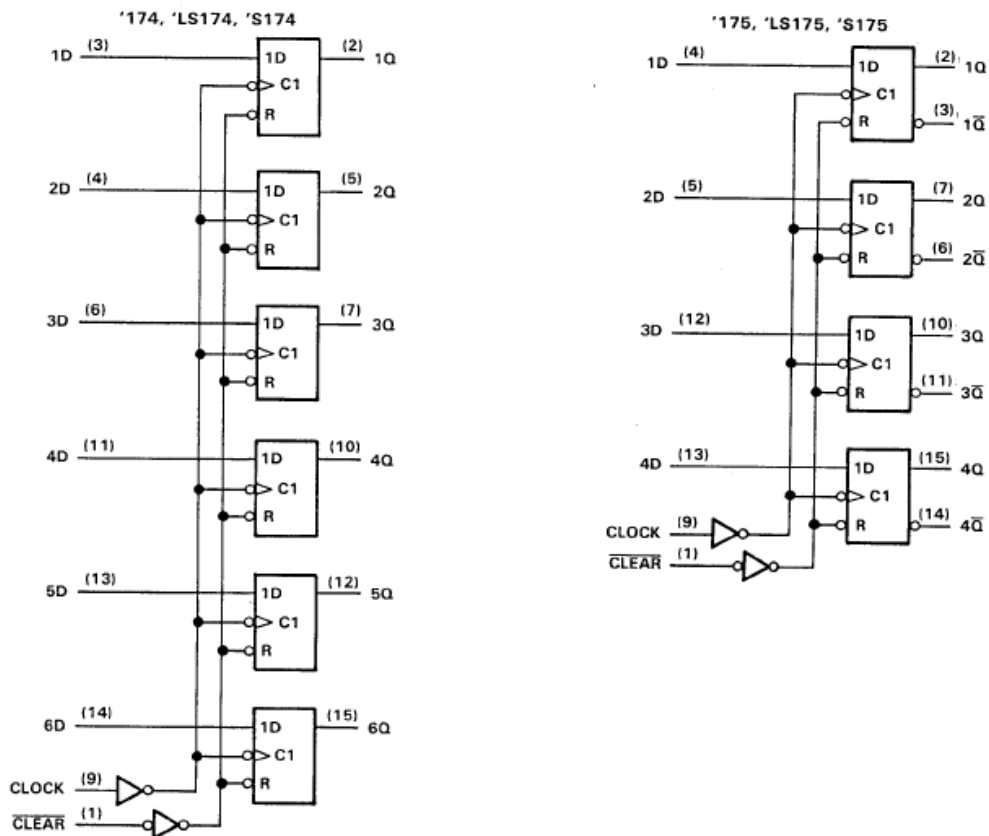 '174, 'LS174, 'S174
1D (3) 1D (2) 1Q
C1
R
2D (4) 1D (5) 2Q
C1
R
3D (6) 1D (7) 3Q
C1
R
4D (11) 1D (10) 4Q
C1
R
5D (13) 1D (12) 5Q
C1
R
6D (14) 1D (15) 6Q
C1
CLOCK (9) R
C̅L̅E̅A̅R̅ (1)
'175, 'LS175, 'S175
1D (4) 1D (2) 1Q
C1
R (3) 1Q̅
2D (5) 1D (7) 2Q
C1
R (6) 2Q̅
3D (12) 1D (10) 3Q
C1
R (11) 3Q̅
4D (13) 1D (15) 4Q
C1
CLOCK (9) R (14) 4Q̅
C̅L̅E̅A̅R̅ (1)